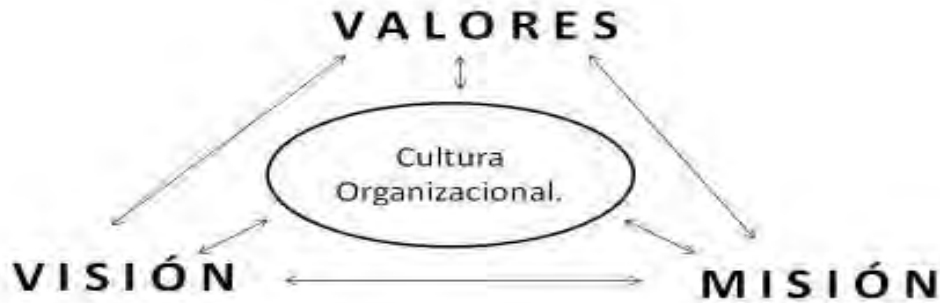 VALORES
Cultura
Organizacional.
VISIÓN
MISIÓN